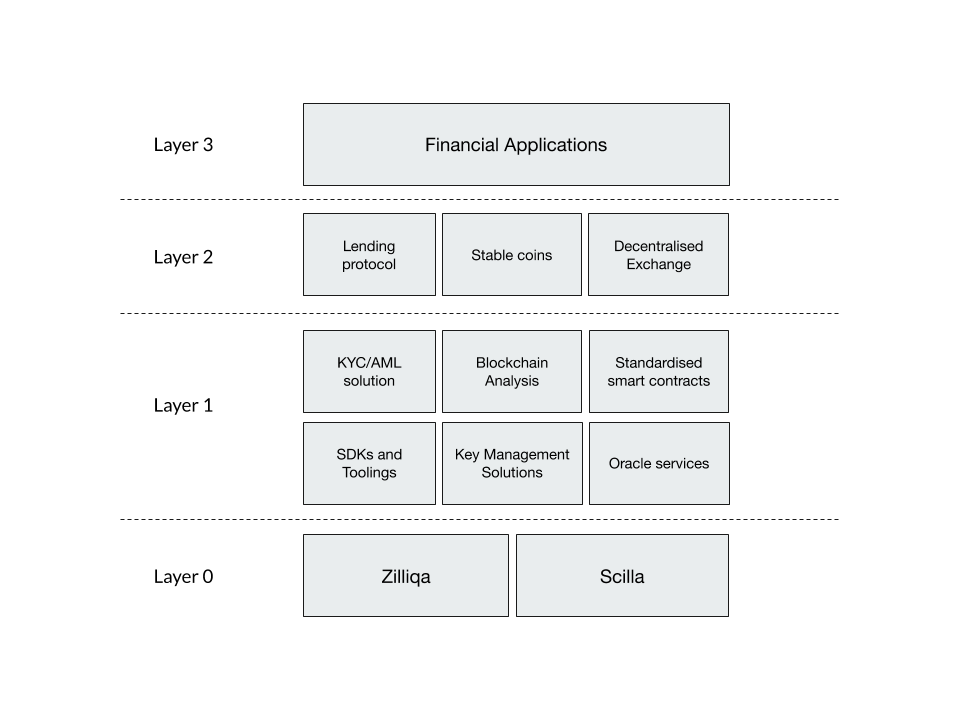 Layer 3
Financial Applications
Layer 2
Lending
protocol
Stable coins
Decentralised
Exchange
Layer 1
KYC/AML
solution
Blockchain
Analysis
Standardised
smart contracts
SDKs and
Toolings
Key Management
Solutions
Oracle services
Layer 0
Zilliqa
Scilla